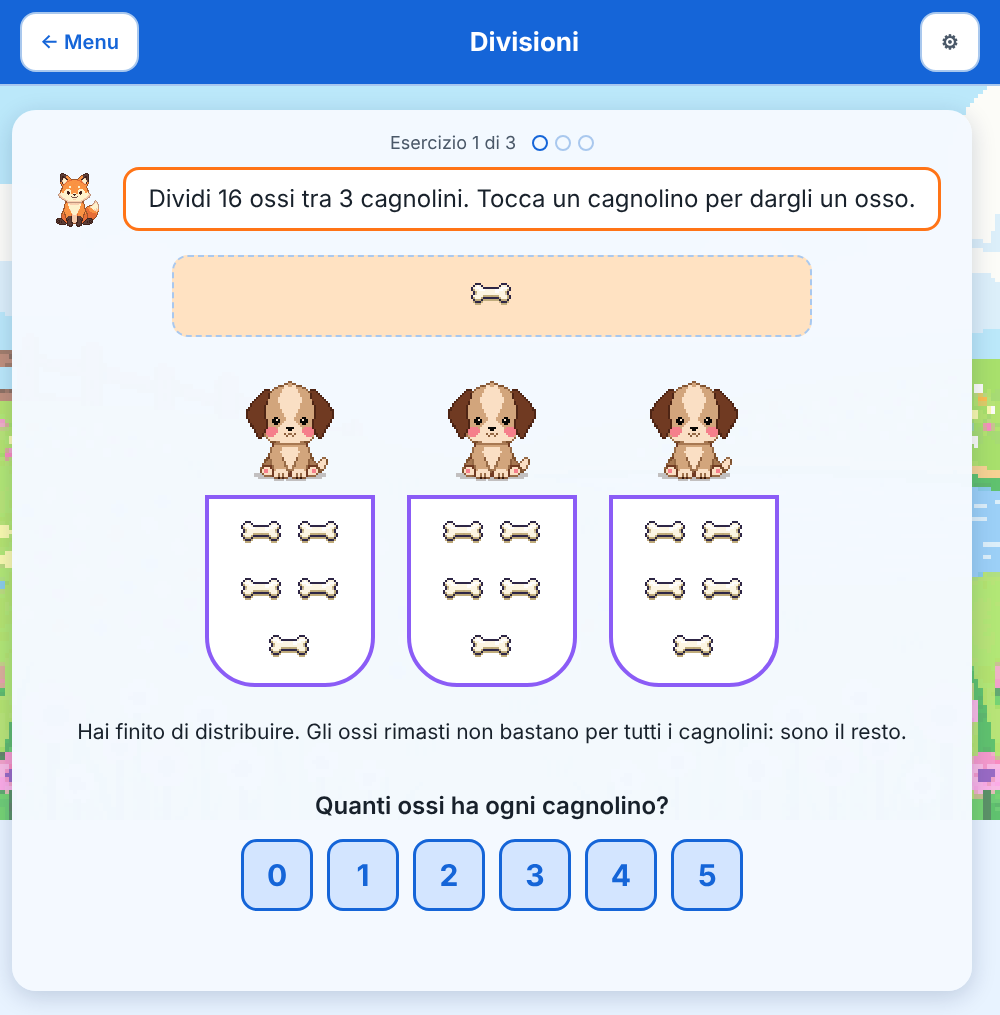 ← Menu
Divisioni
Esercizio 1 di 3
Dividi 16 ossi tra 3 cagnolini. Tocca un cagnolino per dargli un osso.
Hai finito di distribuire. Gli ossi rimasti non bastano per tutti i cagnolini: sono il resto.
Quanti ossi ha ogni cagnolino?
0 1 2 3 4 5